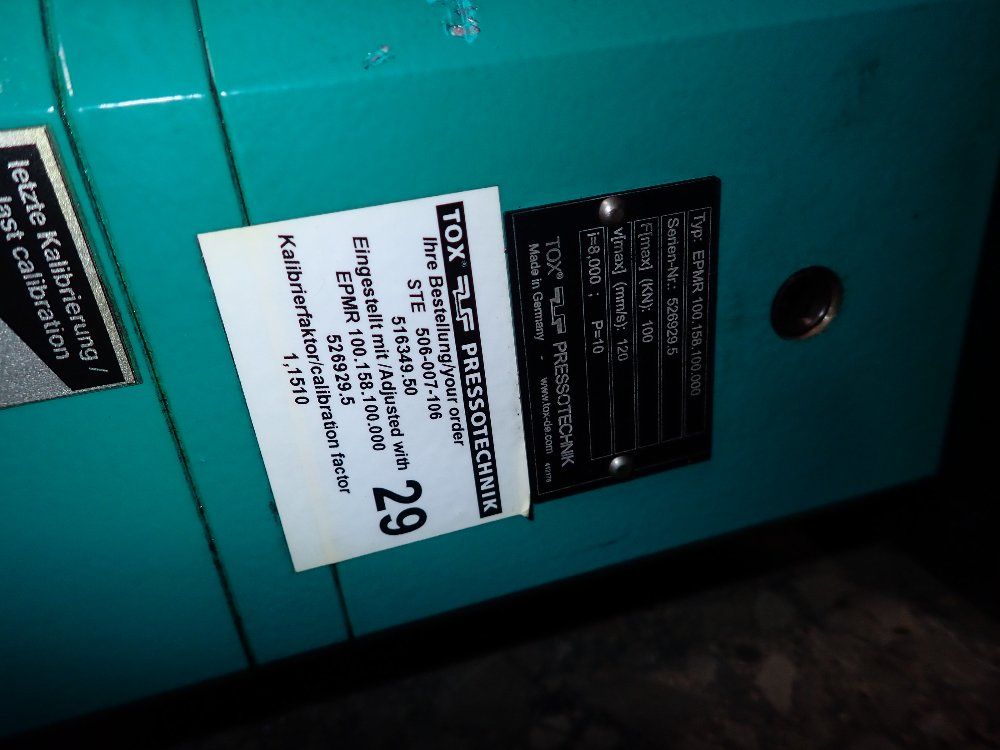 letzte Kalibrierung /
last calibration
TOX® PRESSOTECHNIK
Ihre Bestellung/your order
STE 506-007-106
516349.50
Eingestellt mit /Adjusted with
EPMR 100.158.100.000
526929.5
Kalibrierfaktor/calibration factor
1,1510
29
Typ: EPMR 100.158.100.000
Serien-Nr.: 526929.5
F[max] (KN): 100
v[max] (mm/s): 120
i=8,000 ; P=10
TOX® PRESSOTECHNIK
Made in Germany - www.tox-de.com